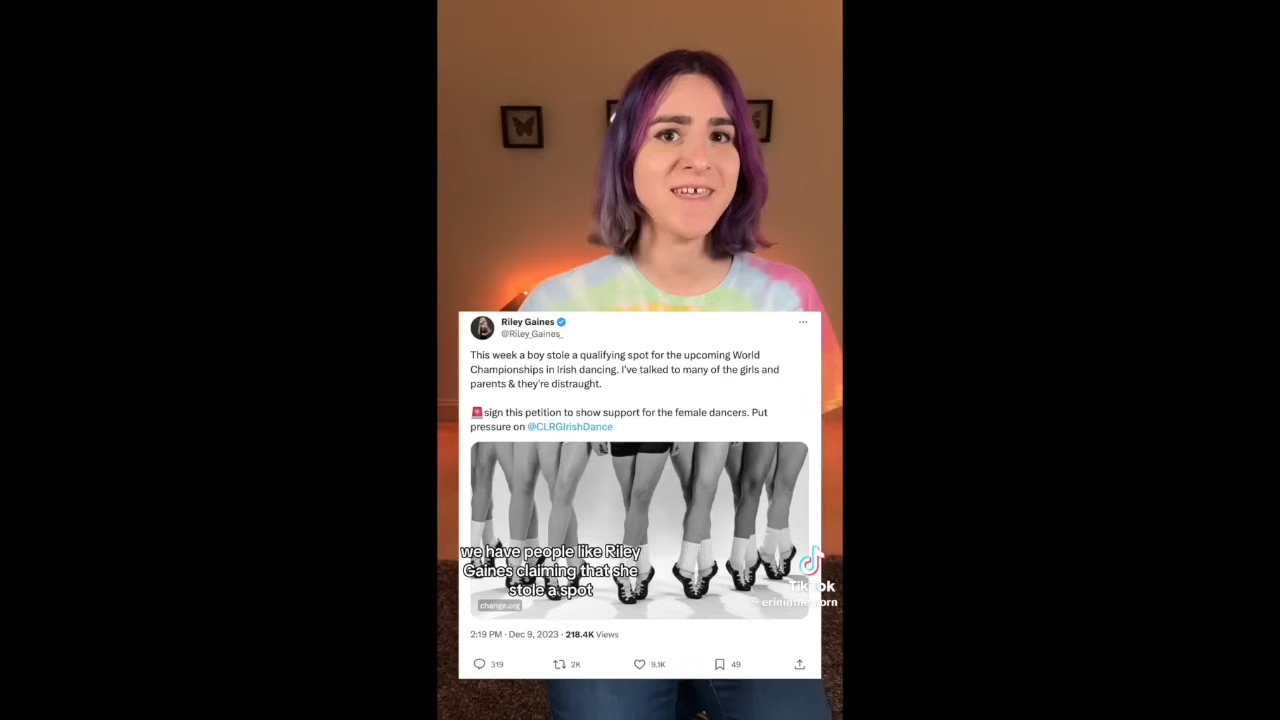 Riley Gaines
@Riley_Gaines_
This week a boy stole a qualifying spot for the upcoming World
Championships in Irish dancing. I've talked to many of the girls and
parents & they're distraught.
🚨sign this petition to show support for the female dancers. Put
pressure on @CLRGIrishDance
we have people like Riley
Gaines claiming that she
stole a spot
change.org
TikTok
@erininthemorn
2:19 PM · Dec 9, 2023 · 218.4K Views
319 2K 9.1K 49